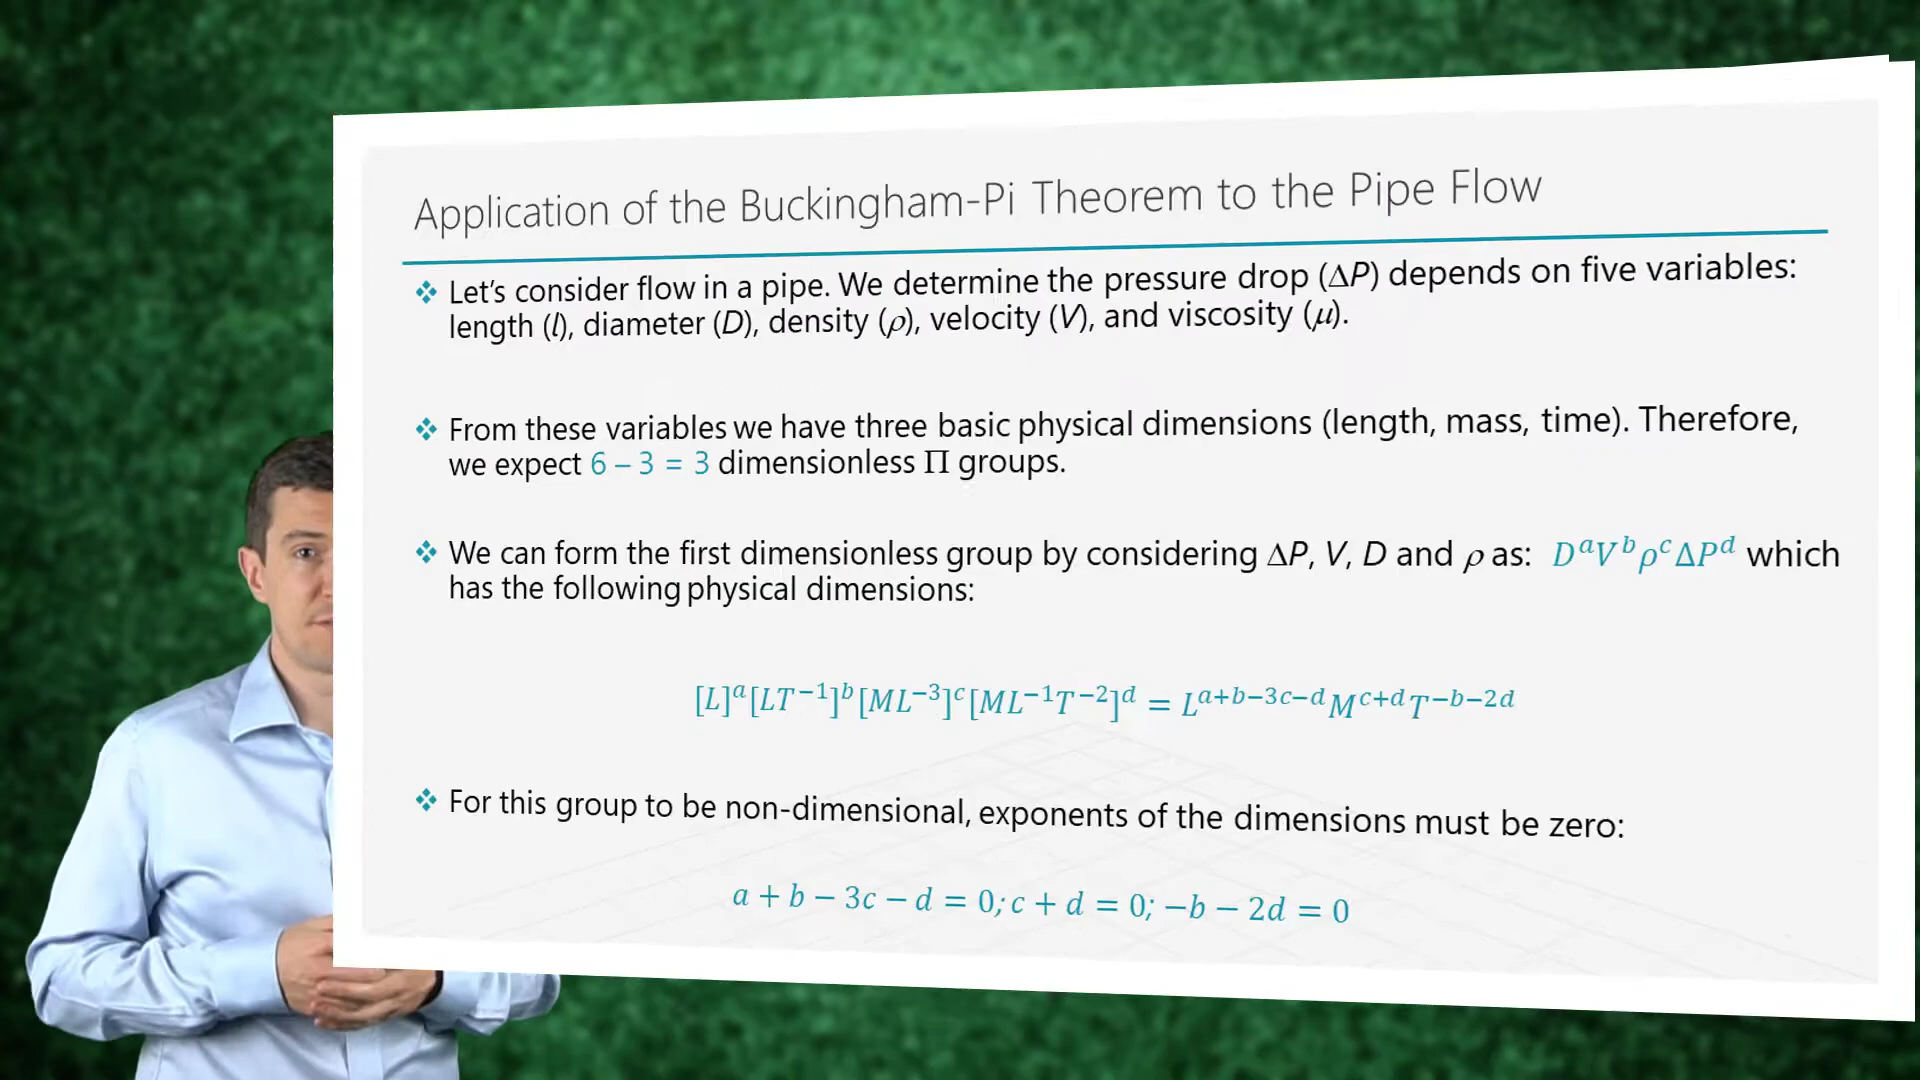 Application of the Buckingham-Pi Theorem to the Pipe Flow
❖ Let's consider flow in a pipe. We determine the pressure drop (ΔP) depends on five variables:
length (l), diameter (D), density (ρ), velocity (V), and viscosity (μ).
❖ From these variables we have three basic physical dimensions (length, mass, time). Therefore,
we expect 6 – 3 = 3 dimensionless Π groups.
❖ We can form the first dimensionless group by considering ΔP, V, D and ρ as: DᵃVᵇρᶜΔPᵈ which
has the following physical dimensions:
[L]ᵃ[LT⁻¹]ᵇ[ML⁻³]ᶜ[ML⁻¹T⁻²]ᵈ = Lᵃ⁺ᵇ⁻³ᶜ⁻ᵈMᶜ⁺ᵈT⁻ᵇ⁻²ᵈ
❖ For this group to be non-dimensional, exponents of the dimensions must be zero:
a + b − 3c − d = 0; c + d = 0; −b − 2d = 0